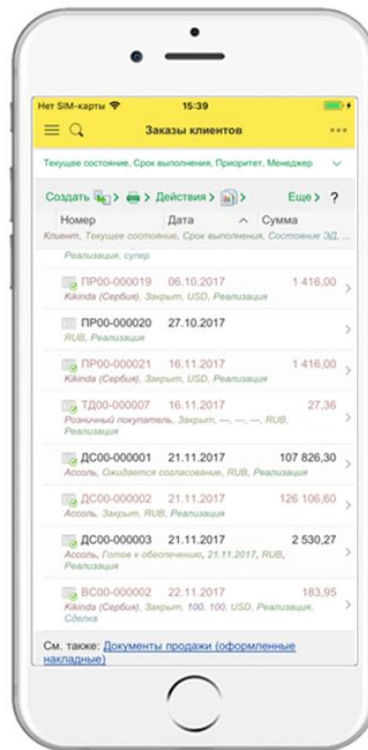 Нет SIM-карты 15:39
Заказы клиентов
Текущее состояние, Срок выполнения, Приоритет, Менеджер
Создать Действия Еще ?
Номер Дата Сумма
Клиент, Текущее состояние, Срок выполнения, Состояние ЭД, ...
Реализация, супер
ПР00-000019 06.10.2017 1 416,00
Kikinda (Сербия), Закрыт, USD, Реализация
ПР00-000020 27.10.2017
RUB, Реализация
ПР00-000021 16.11.2017 1 416,00
Kikinda (Сербия), Закрыт, USD, Реализация
ТД00-000007 16.11.2017 27,36
Розничный покупатель, Закрыт, —, —, —, RUB,
Реализация
ДС00-000001 21.11.2017 107 826,30
Ассоль, Ожидается согласование, RUB, Реализация
ДС00-000002 21.11.2017 126 106,60
Ассоль, Закрыт, RUB, Реализация
ДС00-000003 21.11.2017 2 530,27
Ассоль, Готов к обеспечению, 21.11.2017, RUB,
Реализация
ВС00-000002 22.11.2017 183,95
Kikinda (Сербия), Закрыт, 100, 100, USD, Реализация,
Сделка
См. также: Документы продажи (оформленные
накладные)